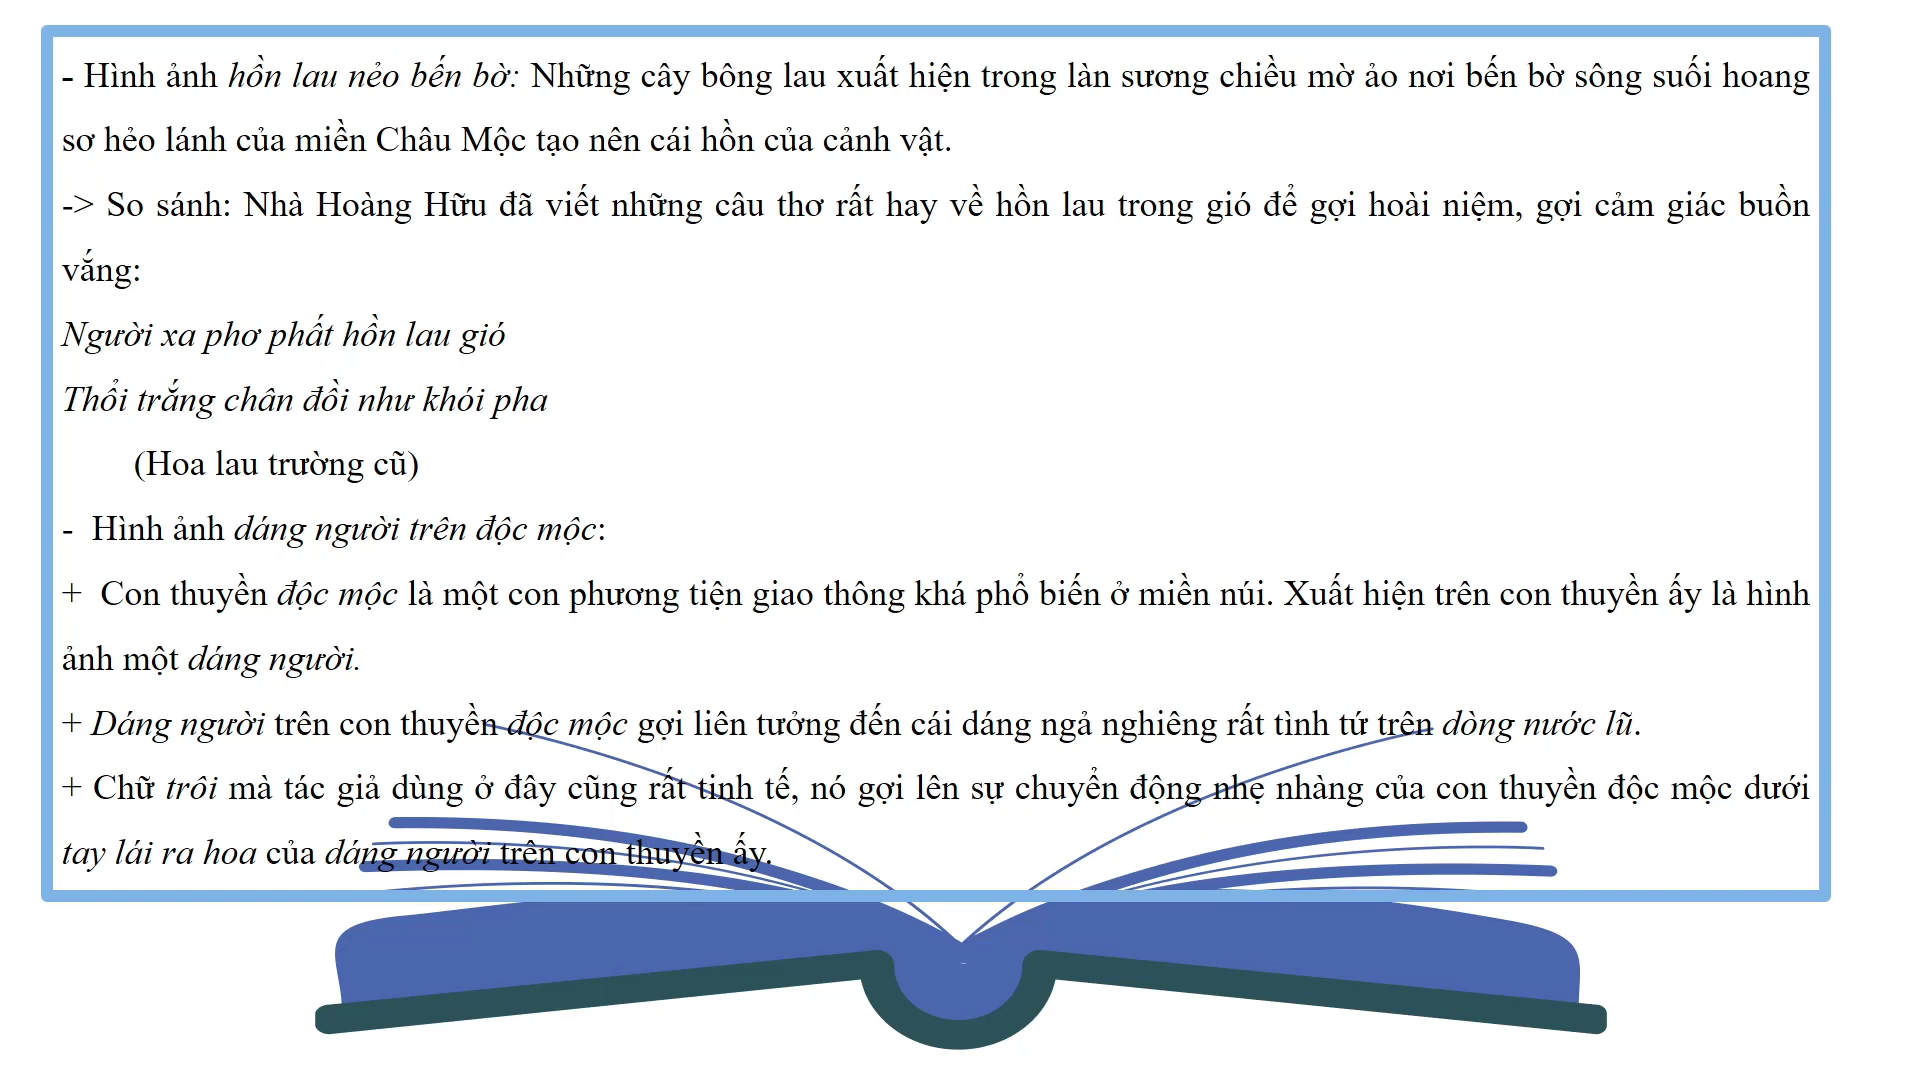 - Hình ảnh hồn lau nẻo bến bờ: Những cây bông lau xuất hiện trong làn sương chiều mờ ảo nơi bến bờ sông suối hoang
sơ hẻo lánh của miền Châu Mộc tạo nên cái hồn của cảnh vật.
-> So sánh: Nhà Hoàng Hữu đã viết những câu thơ rất hay về hồn lau trong gió để gợi hoài niệm, gợi cảm giác buồn
vắng:
Người xa phơ phất hồn lau gió
Thổi trắng chân đồi như khói pha
(Hoa lau trường cũ)
- Hình ảnh dáng người trên độc mộc:
+ Con thuyền độc mộc là một con phương tiện giao thông khá phổ biến ở miền núi. Xuất hiện trên con thuyền ấy là hình
ảnh một dáng người.
+ Dáng người trên con thuyền độc mộc gợi liên tưởng đến cái dáng ngả nghiêng rất tình tứ trên dòng nước lũ.
+ Chữ trôi mà tác giả dùng ở đây cũng rất tinh tế, nó gợi lên sự chuyển động nhẹ nhàng của con thuyền độc mộc dưới
tay lái ra hoa của dáng người trên con thuyền ấy.